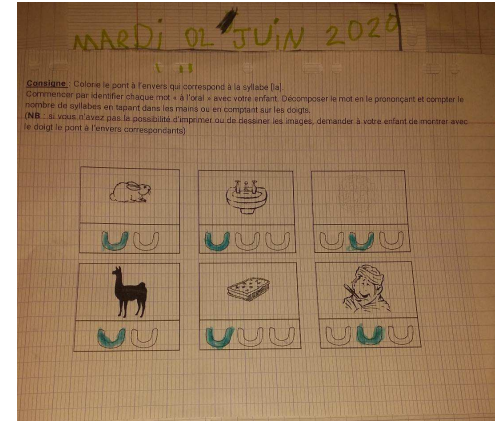 MARDI 02 JUIN 2020
Consigne : Colorie le pont à l'envers qui correspond à la syllabe [la].
Commencer par identifier chaque mot « à l'oral » avec votre enfant. Décomposer le mot en le prononçant et compter le
nombre de syllabes en tapant dans les mains ou en comptant sur les doigts.
(NB : si vous n'avez pas la possibilité d'imprimer ou de dessiner les images, demander à votre enfant de montrer avec
le doigt le pont à l'envers correspondants)